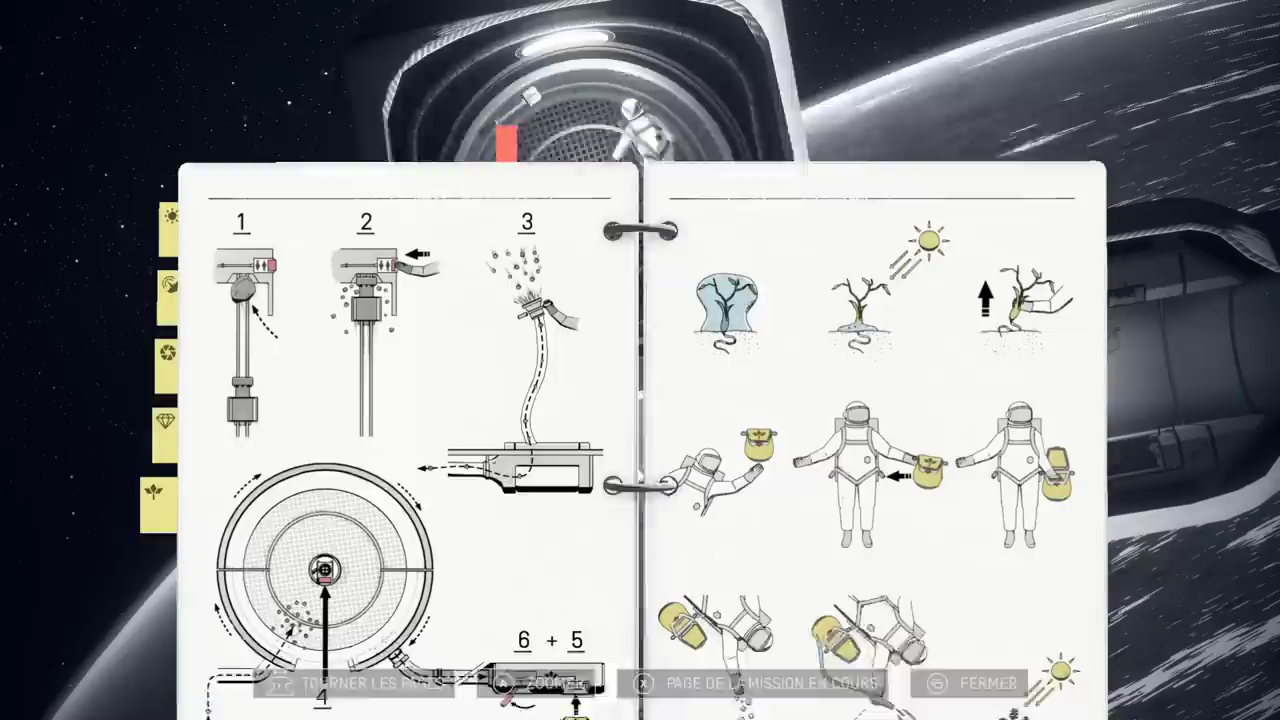 1
2
3
6 + 5
TOURNER LES PAGES
A ZOOMER
X PAGE DE LA MISSION EN COURS
FERMER
4